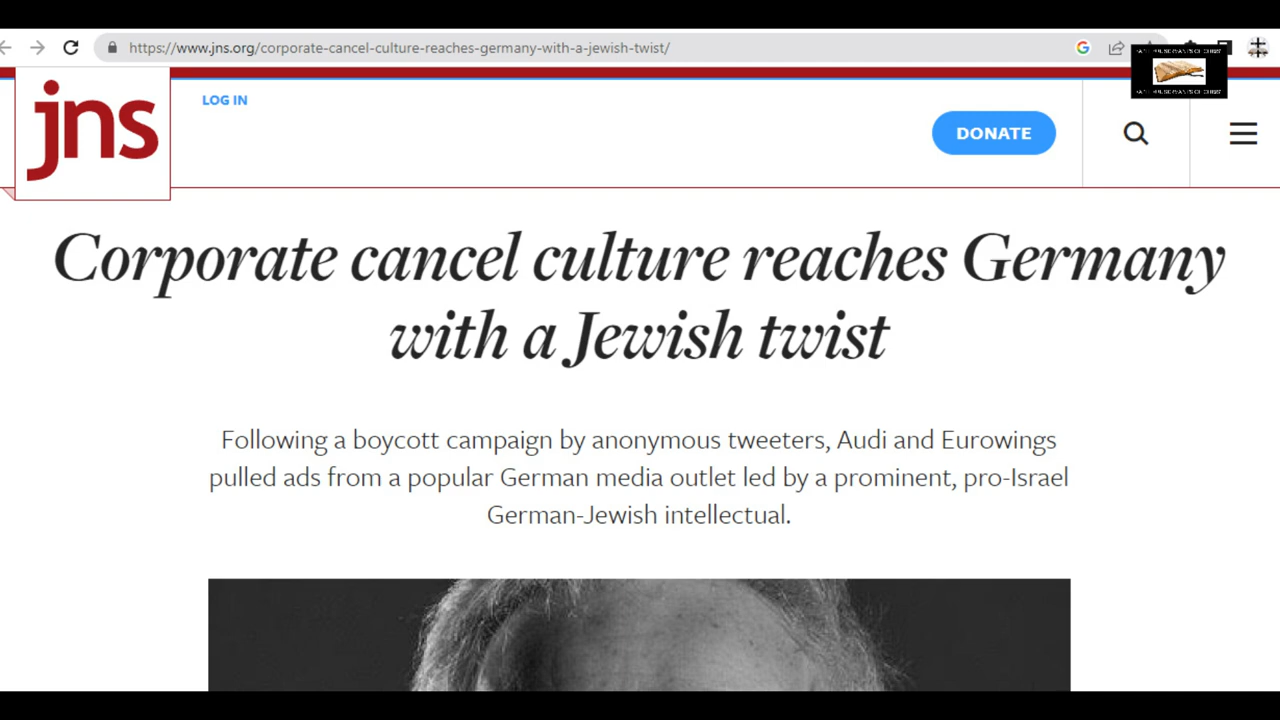 https://www.jns.org/corporate-cancel-culture-reaches-germany-with-a-jewish-twist/
jns
LOG IN
DONATE
Corporate cancel culture reaches Germany
with a Jewish twist
Following a boycott campaign by anonymous tweeters, Audi and Eurowings
pulled ads from a popular German media outlet led by a prominent, pro-Israel
German-Jewish intellectual.